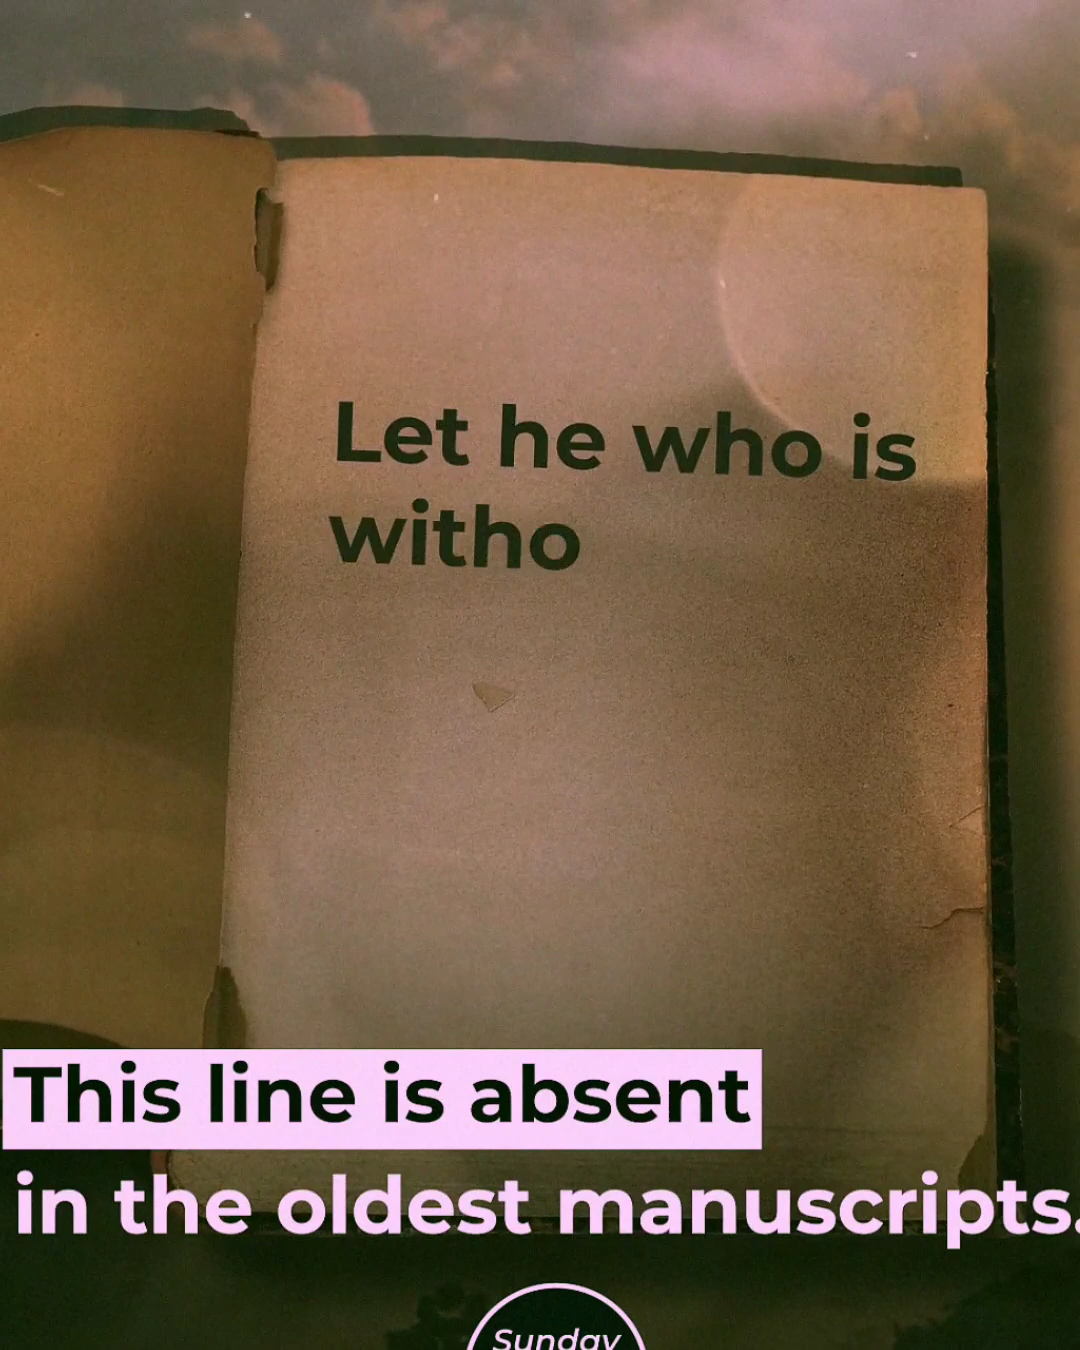 Let he who is
witho
This line is absent
in the oldest manuscripts.
Sunday